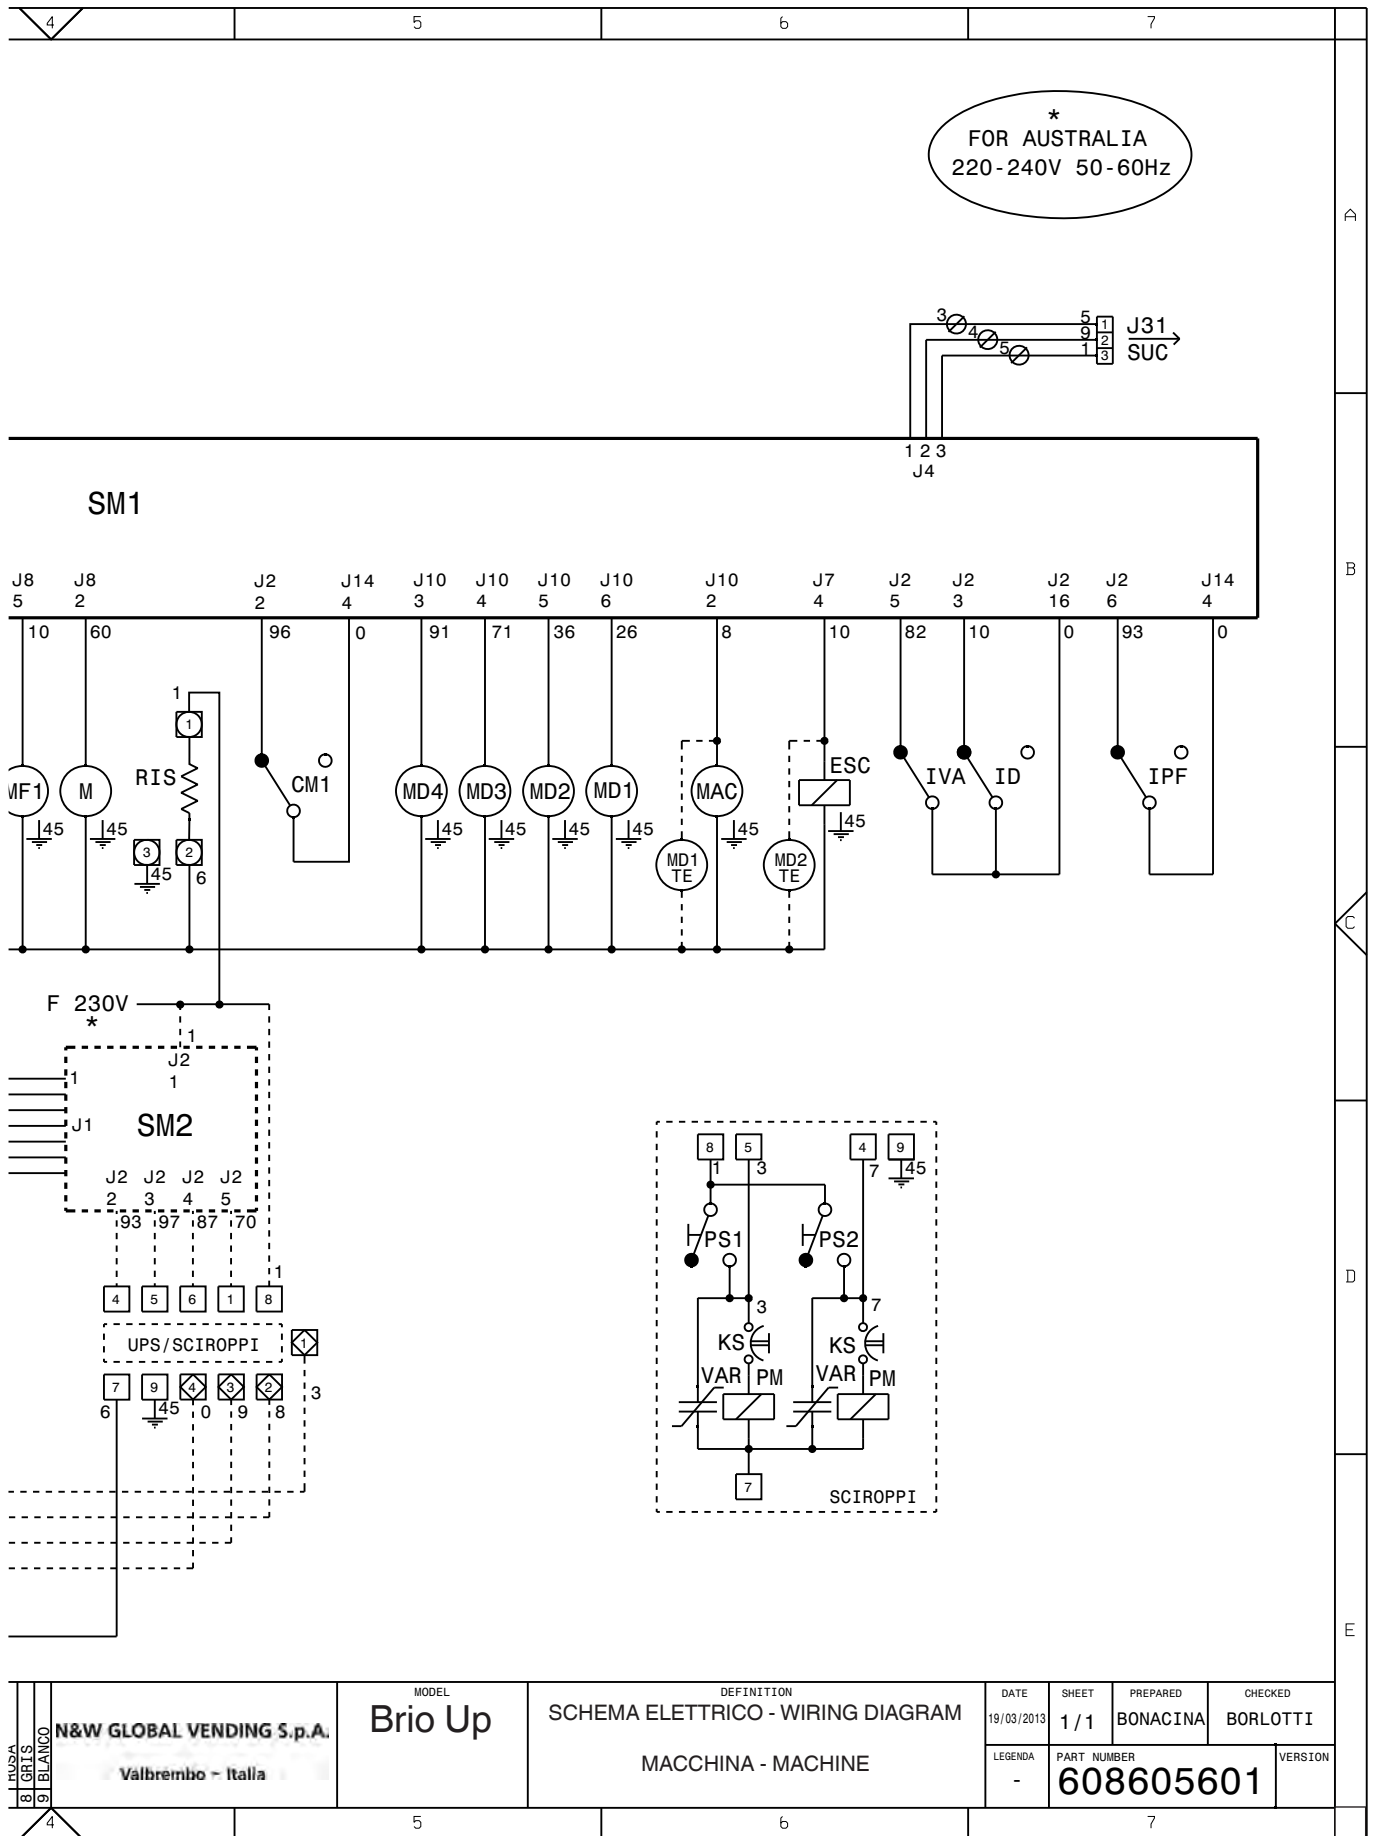 4 5 6 7
*
FOR AUSTRALIA
220-240V 50-60Hz
A
3 5 1 J31
4 9 2
5 1 3 SUC
1 2 3
J4
SM1
B
J8 J8 J2 J14 J10 J10 J10 J10 J10 J7 J2 J2 J2 J2 J14
5 2 2 4 3 4 5 6 2 4 5 3 16 6 4
10 60 96 0 91 71 36 26 8 10 82 10 0 93 0
1
1
RIS
MF1 M CM1 MD4 MD3 MD2 MD1 MAC ESC IVA ID IPF
45 45 45 45 45 45 45 45
3 2
45 6
MD1
TE
MD2
TE
C
F 230V
*
1
J2
1
1
J1
SM2
J2 J2 J2 J2
2 3 4 5
93 97 87 70
1
4 5 6 1 8
UPS/SCIROPPI
1
3
7 9 4 3 2
6 45 0 9 8
8 5 4 9
1 3 7 45
PS1 PS2
3 7
KS KS
VAR PM VAR PM
7
SCIROPPI
D
E
ROSA
8 GRIS
9 BLANCO
N&W GLOBAL VENDING S.p.A.
Valbrembo - Italia
MODEL
Brio Up
DEFINITION
SCHEMA ELETTRICO - WIRING DIAGRAM
MACCHINA - MACHINE
DATE
19/03/2013
SHEET
1/1
PREPARED
BONACINA
CHECKED
BORLOTTI
LEGENDA
-
PART NUMBER
608605601
VERSION
4 5 6 7